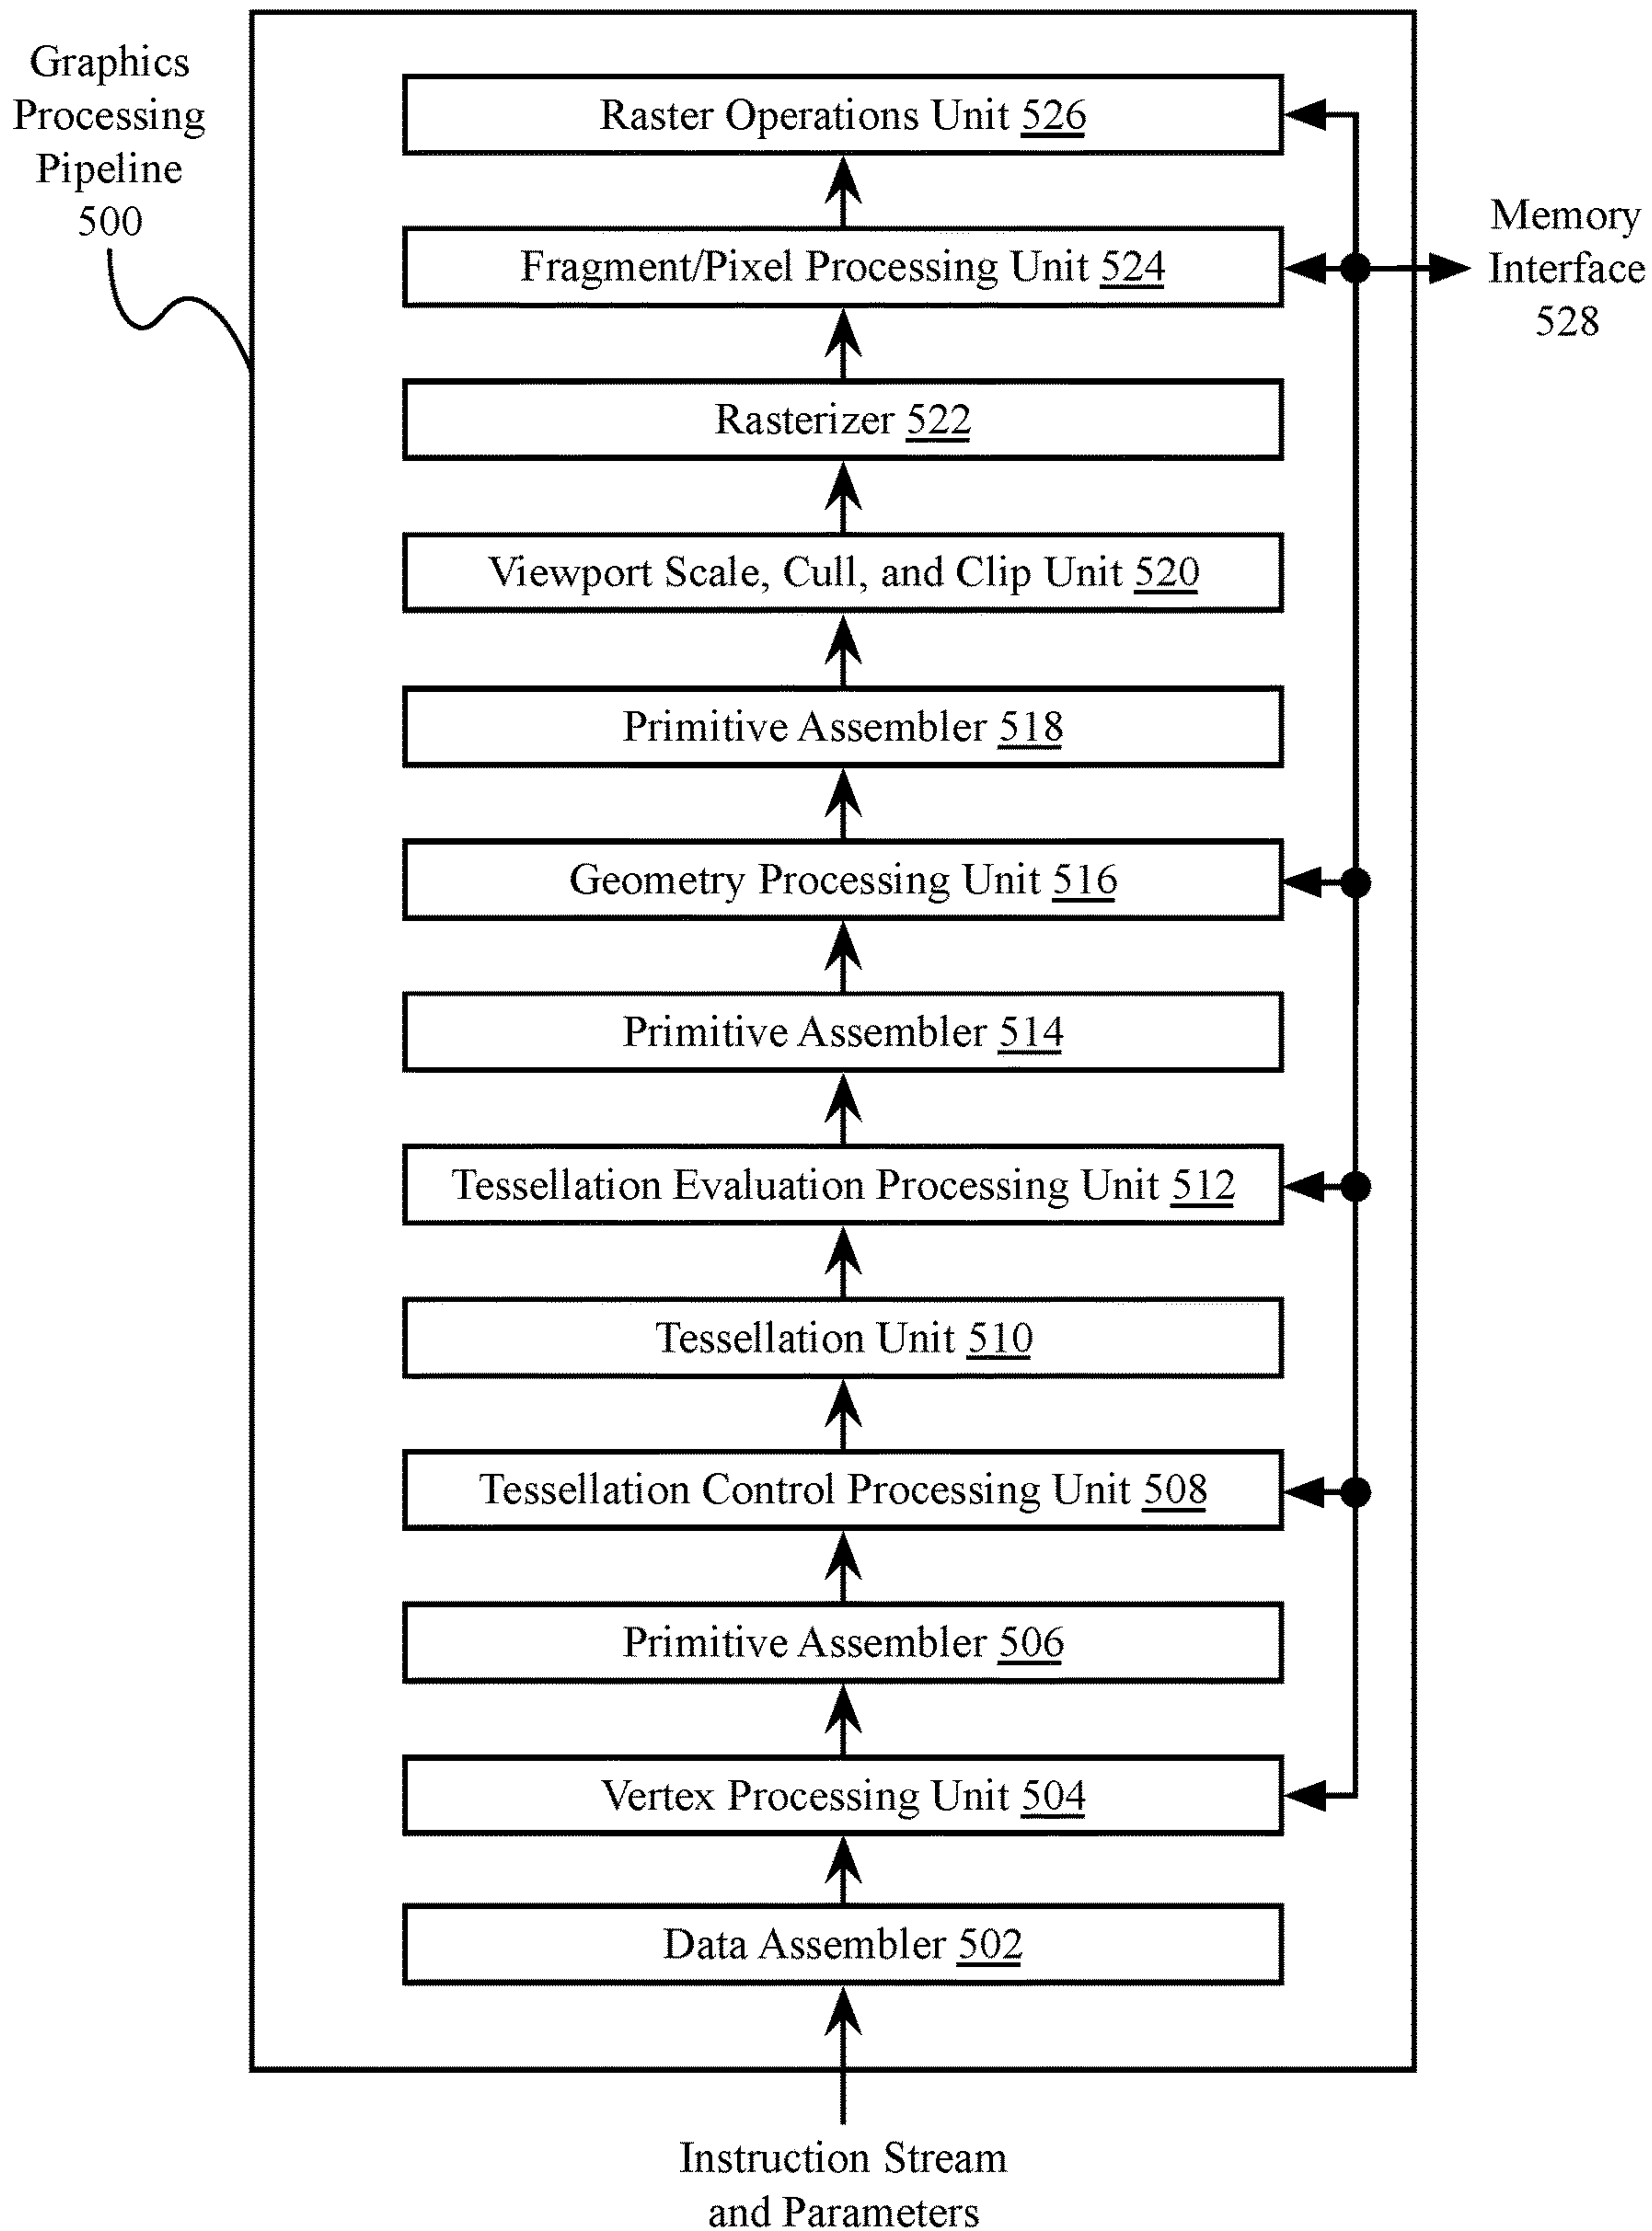 Graphics
Processing
Pipeline
500
Raster Operations Unit 526
Fragment/Pixel Processing Unit 524
Memory
Interface
528
Rasterizer 522
Viewport Scale, Cull, and Clip Unit 520
Primitive Assembler 518
Geometry Processing Unit 516
Primitive Assembler 514
Tessellation Evaluation Processing Unit 512
Tessellation Unit 510
Tessellation Control Processing Unit 508
Primitive Assembler 506
Vertex Processing Unit 504
Data Assembler 502
Instruction Stream
and Parameters